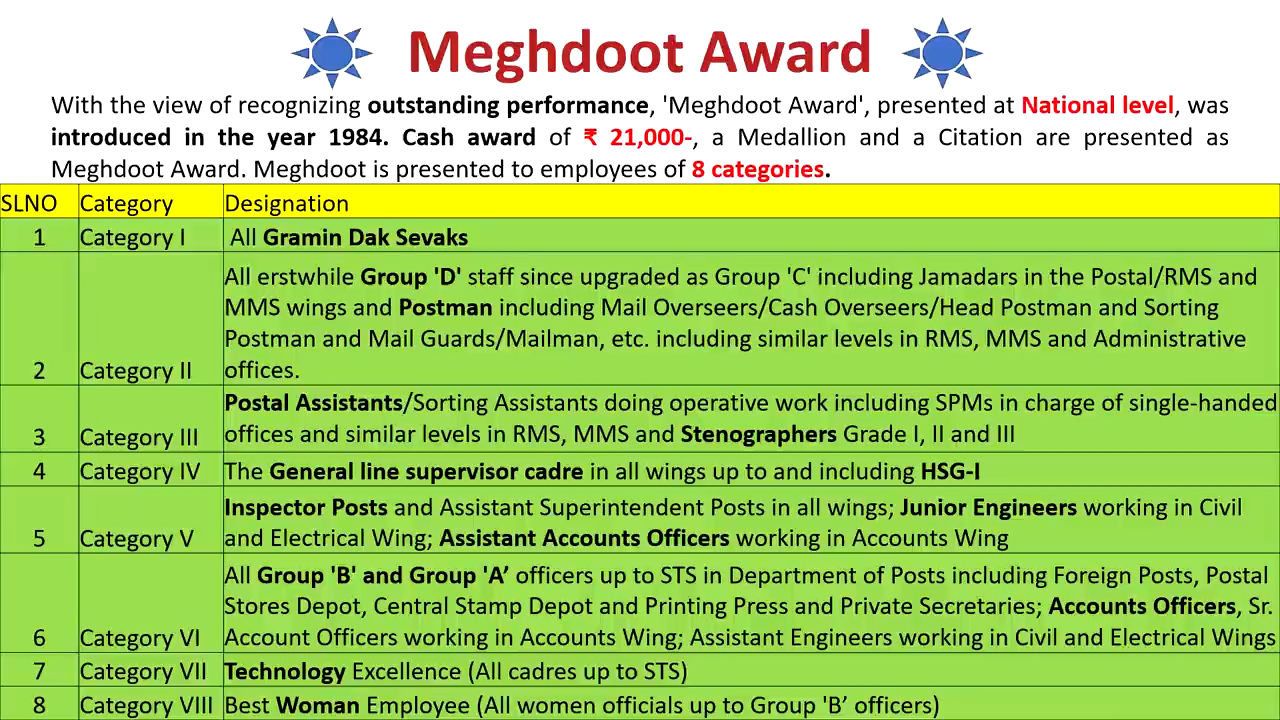 Meghdoot Award
With the view of recognizing outstanding performance, 'Meghdoot Award', presented at National level, was
introduced in the year 1984. Cash award of ₹ 21,000-, a Medallion and a Citation are presented as
Meghdoot Award. Meghdoot is presented to employees of 8 categories.
SLNO Category Designation
1 Category I All Gramin Dak Sevaks
All erstwhile Group 'D' staff since upgraded as Group 'C' including Jamadars in the Postal/RMS and
MMS wings and Postman including Mail Overseers/Cash Overseers/Head Postman and Sorting
Postman and Mail Guards/Mailman, etc. including similar levels in RMS, MMS and Administrative
2 Category II offices.
Postal Assistants/Sorting Assistants doing operative work including SPMs in charge of single-handed
3 Category III offices and similar levels in RMS, MMS and Stenographers Grade I, II and III
4 Category IV The General line supervisor cadre in all wings up to and including HSG-I
Inspector Posts and Assistant Superintendent Posts in all wings; Junior Engineers working in Civil
5 Category V and Electrical Wing; Assistant Accounts Officers working in Accounts Wing
All Group 'B' and Group 'A’ officers up to STS in Department of Posts including Foreign Posts, Postal
Stores Depot, Central Stamp Depot and Printing Press and Private Secretaries; Accounts Officers, Sr.
6 Category VI Account Officers working in Accounts Wing; Assistant Engineers working in Civil and Electrical Wings
7 Category VII Technology Excellence (All cadres up to STS)
8 Category VIII Best Woman Employee (All women officials up to Group 'B’ officers)